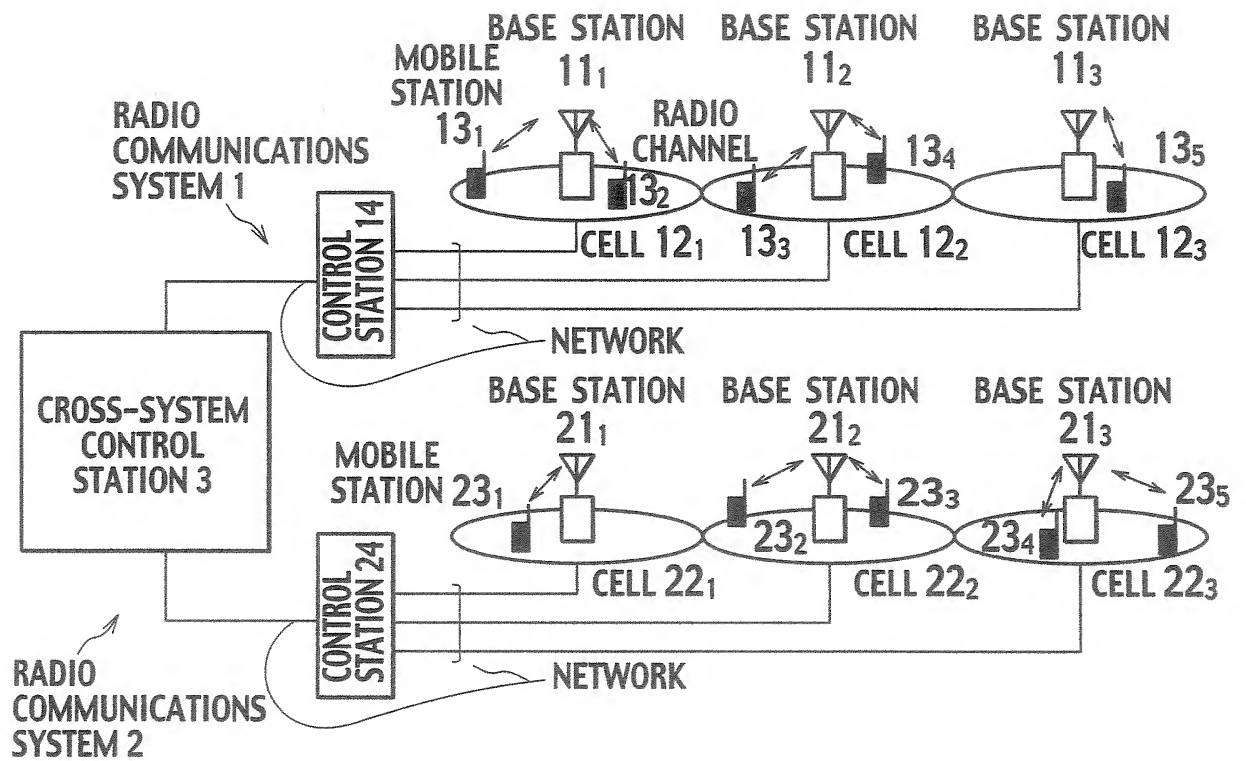 BASE STATION
11₁
BASE STATION
11₂
BASE STATION
11₃
MOBILE
STATION
13₁
RADIO
CHANNEL
RADIO
COMMUNICATIONS
SYSTEM 1
13₂
13₃
13₄
13₅
CONTROL
STATION 14
CELL 12₁
CELL 12₂
CELL 12₃
NETWORK
CROSS-SYSTEM
CONTROL
STATION 3
BASE STATION
21₁
BASE STATION
21₂
BASE STATION
21₃
MOBILE
STATION 23₁
23₂
23₃
23₄
23₅
CONTROL
STATION 24
CELL 22₁
CELL 22₂
CELL 22₃
NETWORK
RADIO
COMMUNICATIONS
SYSTEM 2